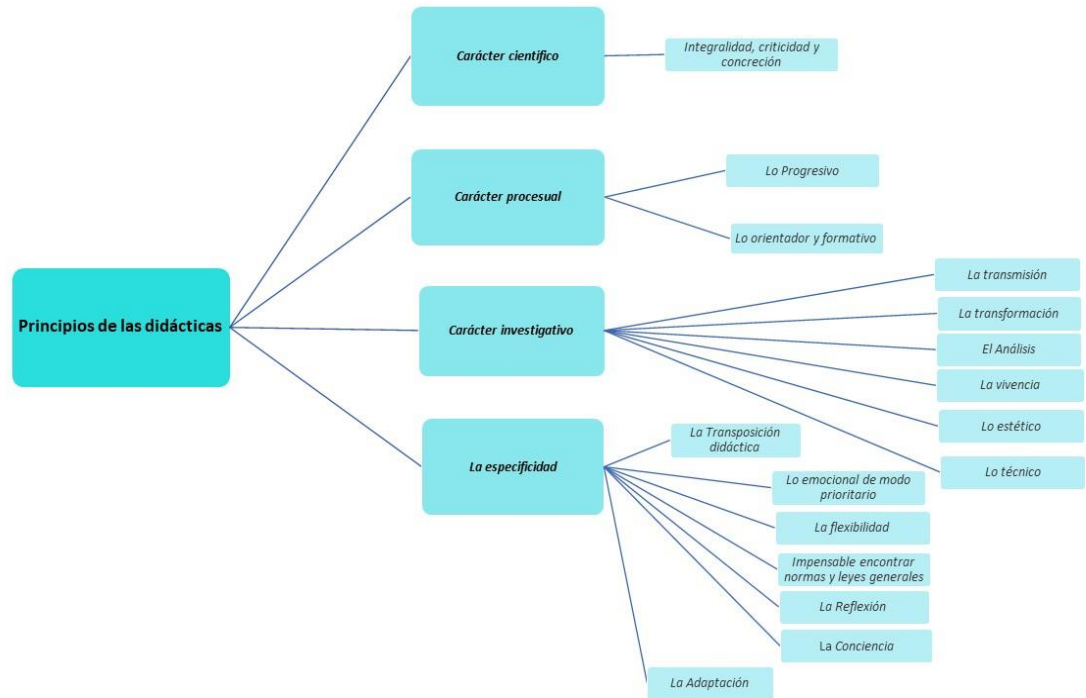 Principios de las didácticas
Carácter científico
Integralidad, criticidad y
concreción
Carácter procesual
Lo Progresivo
Lo orientador y formativo
Carácter investigativo
La transmisión
La transformación
El Análisis
La vivencia
Lo estético
Lo técnico
La especificidad
La Transposición
didáctica
Lo emocional de modo
prioritario
La flexibilidad
Impensable encontrar
normas y leyes generales
La Reflexión
La Conciencia
La Adaptación